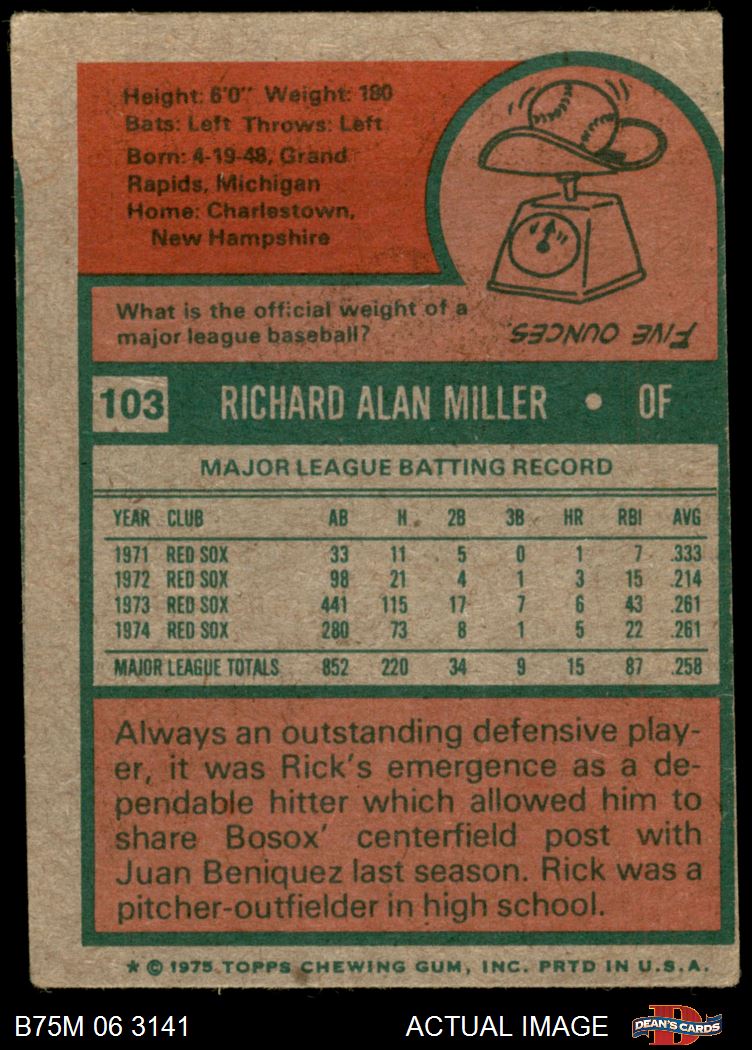 Height: 6'0" Weight: 180
Bats: Left Throws: Left
Born: 4-19-48, Grand
Rapids, Michigan
Home: Charlestown,
New Hampshire
What is the official weight of a
major league baseball?
FIVE OUNCES
103 RICHARD ALAN MILLER • OF
MAJOR LEAGUE BATTING RECORD
YEAR CLUB AB H 2B 3B HR RBI AVG
1971 RED SOX 33 11 5 0 1 7 .333
1972 RED SOX 98 21 4 1 3 15 .214
1973 RED SOX 441 115 17 7 6 43 .261
1974 RED SOX 280 73 8 1 5 22 .261
MAJOR LEAGUE TOTALS 852 220 34 9 15 87 .258
Always an outstanding defensive play-
er, it was Rick's emergence as a de-
pendable hitter which allowed him to
share Bosox' centerfield post with
Juan Beniquez last season. Rick was a
pitcher-outfielder in high school.
* © 1975 TOPPS CHEWING GUM, INC. PRTD IN U.S.A.
B75M 06 3141 ACTUAL IMAGE DEAN'S CARDS